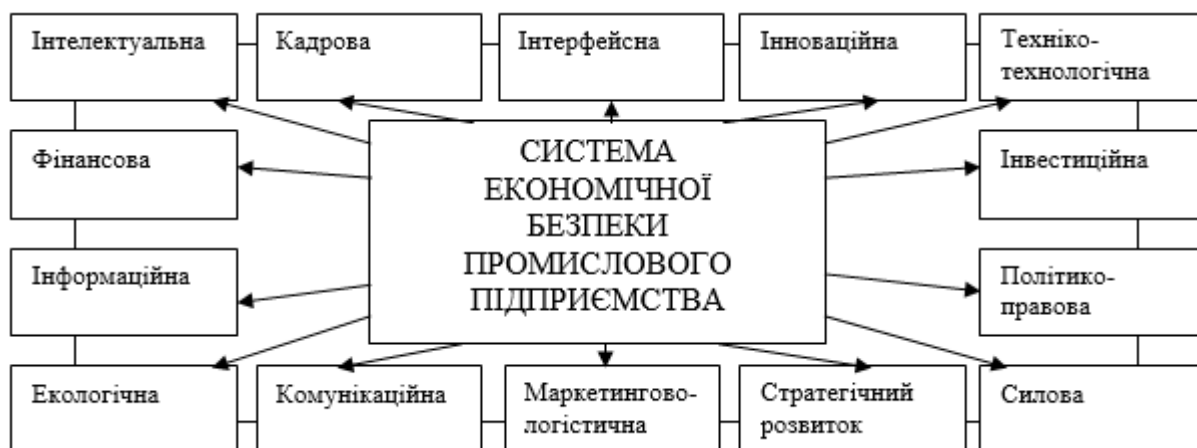 Інтелектуальна
Кадрова
Інтерфейсна
Інноваційна
Техніко-
технологічна
Фінансова
СИСТЕМА
ЕКОНОМІЧНОЇ
БЕЗПЕКИ
ПРОМИСЛОВОГО
ПІДПРИЄМСТВА
Інвестиційна
Інформаційна
Політико-
правова
Екологічна
Комунікаційна
Маркетингово-
логістична
Стратегічний
розвиток
Силова